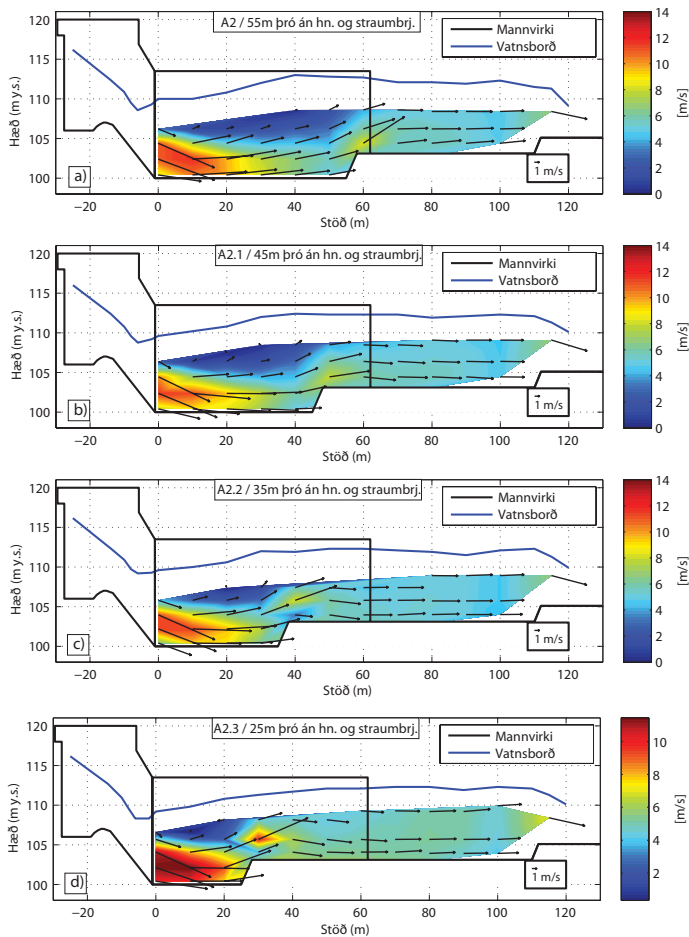 A2 / 55m þró án hn. og straumbrj.
Mannvirki
Vatnsborð
120
115
110
105
100
Hæð (m y.s.)
a)
1 m/s
−20 0 20 40 60 80 100 120
Stöð (m)
14
12
10
8
6
4
2
0
[m/s]
A2.1 / 45m þró án hn. og straumbrj.
Mannvirki
Vatnsborð
120
115
110
105
100
Hæð (m y.s.)
b)
1 m/s
−20 0 20 40 60 80 100 120
Stöð (m)
14
12
10
8
6
4
2
0
[m/s]
A2.2 / 35m þró án hn. og straumbrj.
Mannvirki
Vatnsborð
120
115
110
105
100
Hæð (m y.s.)
c)
1 m/s
−20 0 20 40 60 80 100 120
Stöð (m)
14
12
10
8
6
4
2
0
[m/s]
A2.3 / 25m þró án hn. og straumbrj.
Mannvirki
Vatnsborð
120
115
110
105
100
Hæð (m y.s.)
d)
1 m/s
−20 0 20 40 60 80 100 120
Stöð (m)
10
8
6
4
2
[m/s]